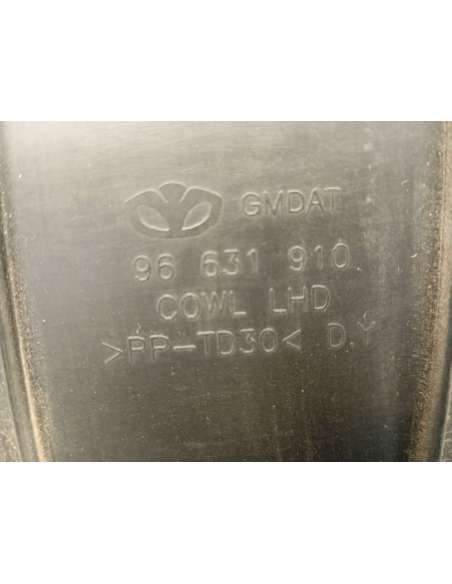 GMDAT
96 631 910
COWL LHD
>PP-TD30< D.Y